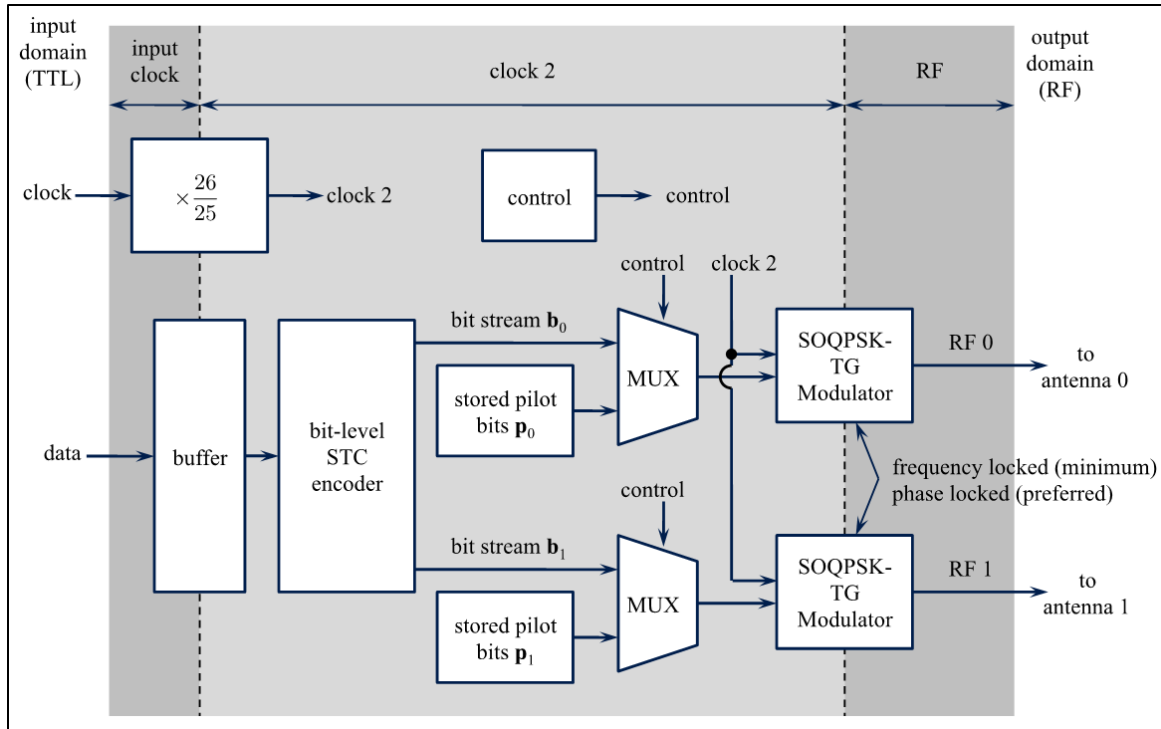 input
domain
(TTL)
input
clock
clock 2
RF
output
domain
(RF)
clock
× 26
25
clock 2
control
control
control
clock 2
bit stream b₀
MUX
SOQPSK-
TG
Modulator
RF 0
to
antenna 0
stored pilot
bits p₀
data
buffer
bit-level
STC
encoder
frequency locked (minimum)
phase locked (preferred)
control
bit stream b₁
MUX
SOQPSK-
TG
Modulator
RF 1
to
antenna 1
stored pilot
bits p₁